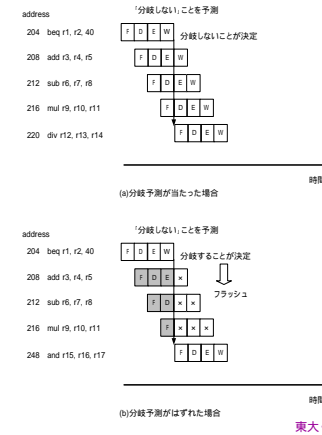 「分岐しない」ことを予測
address
204 beq r1, r2, 40 F D E W 分岐しないことが決定
208 add r3, r4, r5 F D E W
212 sub r6, r7, r8 F D E W
216 mul r9, r10, r11 F D E W
220 div r12, r13, r14 F D E W
時間
(a)分岐予測が当たった場合
「分岐しない」ことを予測
address
204 beq r1, r2, 40 F D E W 分岐することが決定
208 add r3, r4, r5 F D E ×
フラッシュ
212 sub r6, r7, r8 F D × ×
216 mul r9, r10, r11 F × × ×
248 and r15, r16, r17 F D E W
時間
(b)分岐予測がはずれた場合
東大